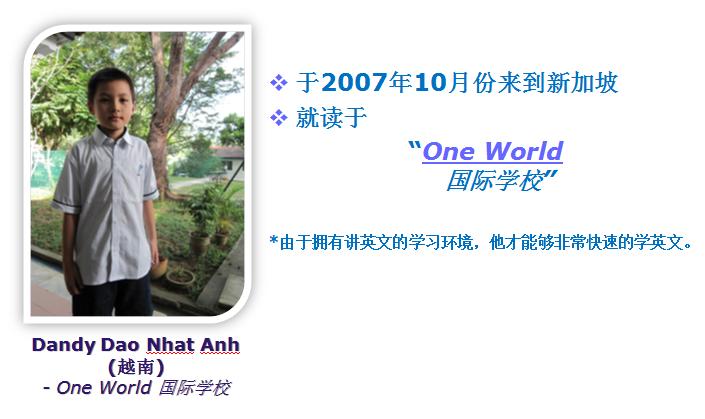 ❖ 于2007年10月份来到新加坡
❖ 就读于
“One World
国际学校”
*由于拥有讲英文的学习环境，他才能够非常快速的学英文。
Dandy Dao Nhat Anh
(越南)
- One World 国际学校